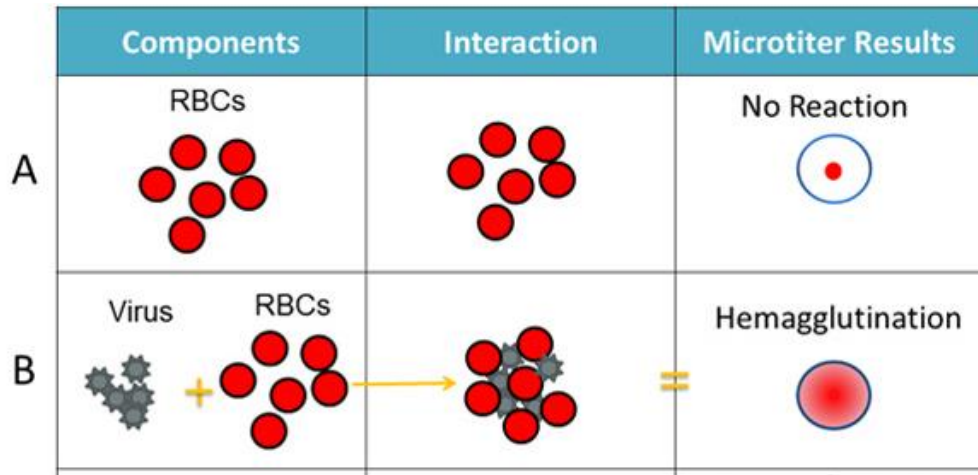 Components Interaction Microtiter Results
RBCs
No Reaction
A
Virus RBCs
Hemagglutination
B
+ =